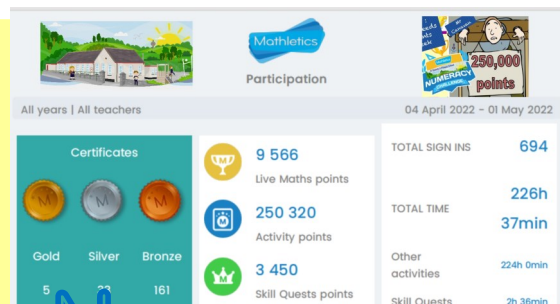 Mathletics
Participation
NUMERACY
CHALLENGE
250,000
points
All years | All teachers
04 April 2022 - 01 May 2022
Certificates
Gold
Silver
Bronze
5
161
9 566
Live Maths points
250 320
Activity points
3 450
Skill Quests points
TOTAL SIGN INS
694
TOTAL TIME
226h
37min
Other
activities
224h 0min
Skill Quests
2h 36min